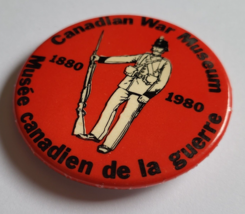 Canadian War Museum
1880
1980
Musée canadien de la guerre